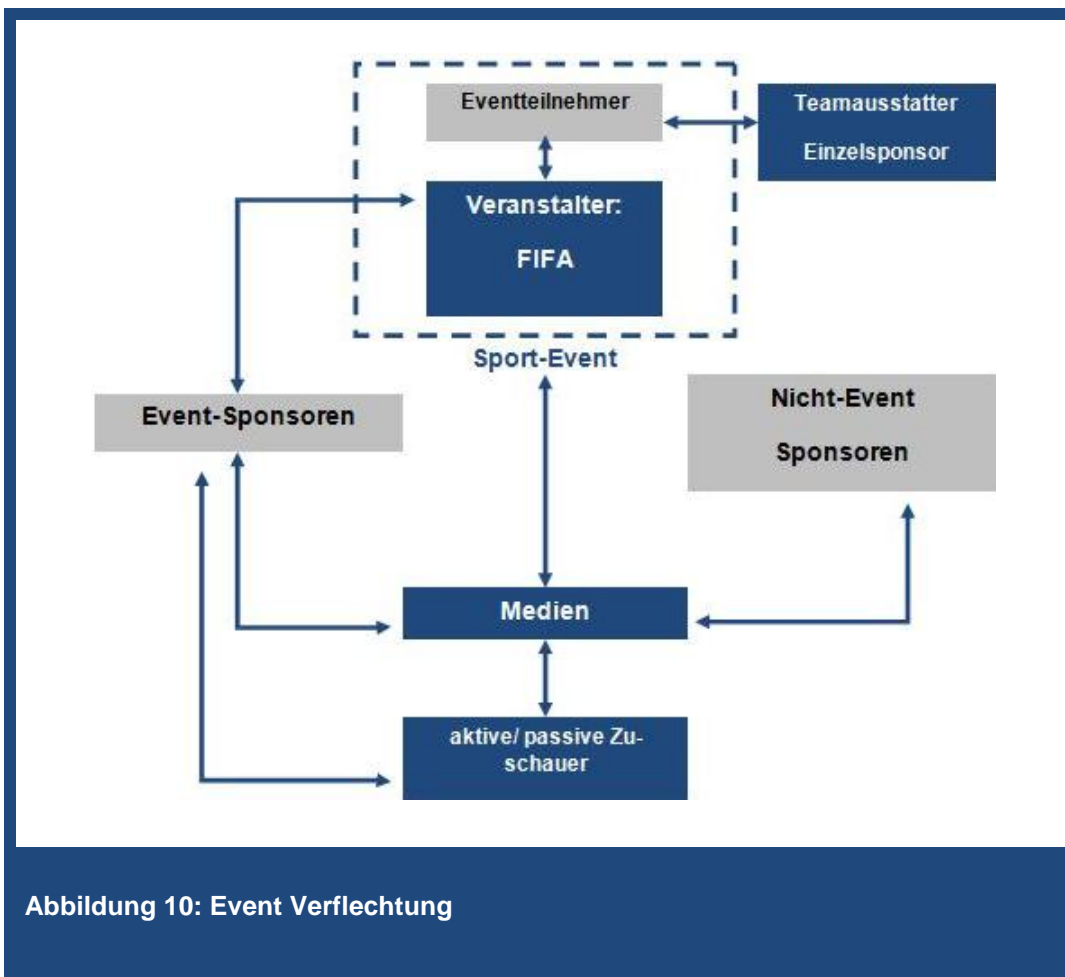 Eventteilnehmer
Teamausstatter
Einzelsponsor
Veranstalter:
FIFA
Sport-Event
Event-Sponsoren
Nicht-Event
Sponsoren
Medien
aktive/ passive Zu-
schauer
Abbildung 10: Event Verflechtung